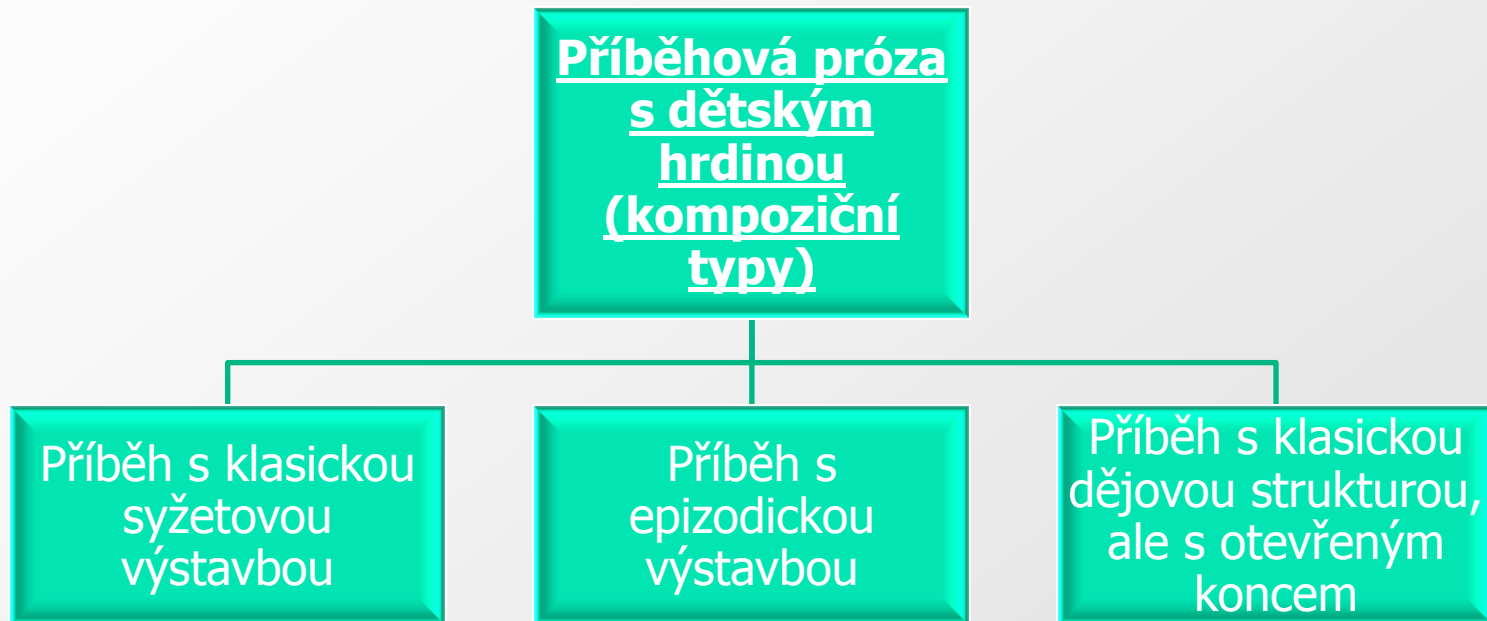 Příběhová próza
s dětským
hrdinou
(kompoziční
typy)
Příběh s klasickou
syžetovou
výstavbou
Příběh s
epizodickou
výstavbou
Příběh s klasickou
dějovou strukturou,
ale s otevřeným
koncem